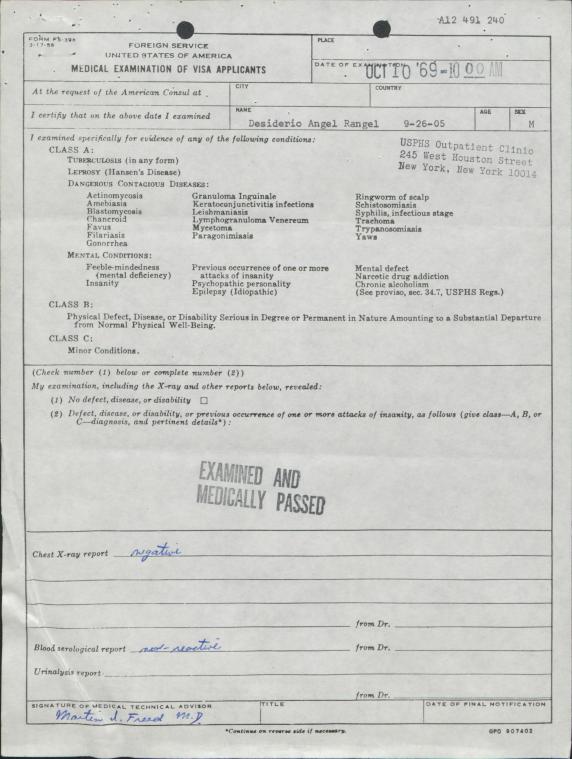 A12 491 240
FORM FS-398
3-17-58
FOREIGN SERVICE
UNITED STATES OF AMERICA
MEDICAL EXAMINATION OF VISA APPLICANTS
PLACE
DATE OF EXAMINATION
OCT 10 '69 - 10 00 AM
At the request of the American Consul at
CITY
COUNTRY
I certify that on the above date I examined
NAME
Desiderio Angel Rangel 9-26-05
AGE
SEX
M
I examined specifically for evidence of any of the following conditions:
USPHS Outpatient Clinic
245 West Houston Street
New York, New York 10014
CLASS A:
TUBERCULOSIS (in any form)
LEPROSY (Hansen's Disease)
DANGEROUS CONTAGIOUS DISEASES:
Actinomycosis
Amebiasis
Blastomycosis
Chancroid
Favus
Filariasis
Gonorrhea
Granuloma Inguinale
Keratoconjunctivitis infections
Leishmaniasis
Lymphogranuloma Venereum
Mycetoma
Paragonimiasis
Ringworm of scalp
Schistosomiasis
Syphilis, infectious stage
Trachoma
Trypanosomiasis
Yaws
MENTAL CONDITIONS:
Feeble-mindedness
(mental deficiency)
Insanity
Previous occurrence of one or more
attacks of insanity
Psychopathic personality
Epilepsy (Idiopathic)
Mental defect
Narcotic drug addiction
Chronic alcoholism
(See proviso, sec. 34.7, USPHS Regs.)
CLASS B:
Physical Defect, Disease, or Disability Serious in Degree or Permanent in Nature Amounting to a Substantial Departure
from Normal Physical Well-Being.
CLASS C:
Minor Conditions.
(Check number (1) below or complete number (2))
My examination, including the X-ray and other reports below, revealed:
(1) No defect, disease, or disability ☐
(2) Defect, disease, or disability, or previous occurrence of one or more attacks of insanity, as follows (give class—A, B, or
C—diagnosis, and pertinent details*):
EXAMINED AND
MEDICALLY PASSED
Chest X-ray report negative
from Dr.
Blood serological report non-reactive from Dr.
Urinalysis report
from Dr.
SIGNATURE OF MEDICAL TECHNICAL ADVISOR
Martin I. Freed M.D.
TITLE
DATE OF FINAL NOTIFICATION
*Continue on reverse side if necessary.
GPO 907402